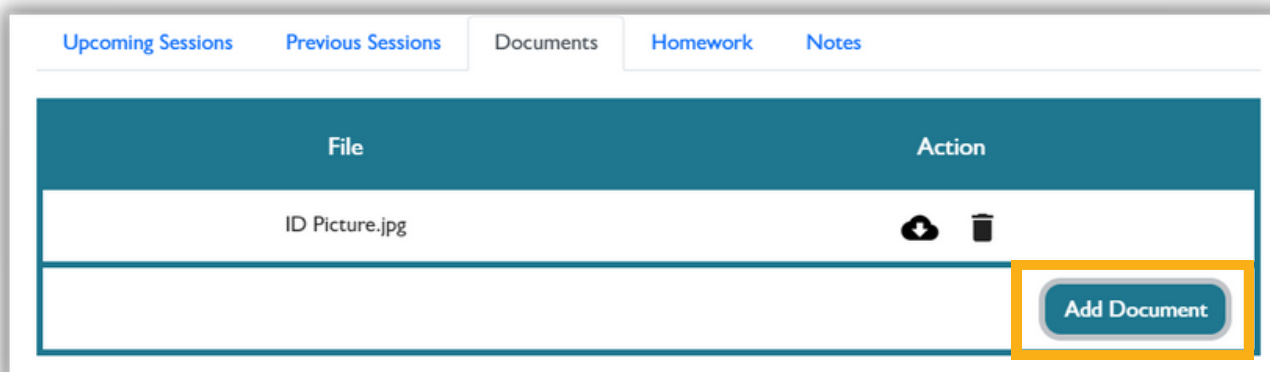 Upcoming Sessions Previous Sessions Documents Homework Notes
File Action
ID Picture.jpg
Add Document